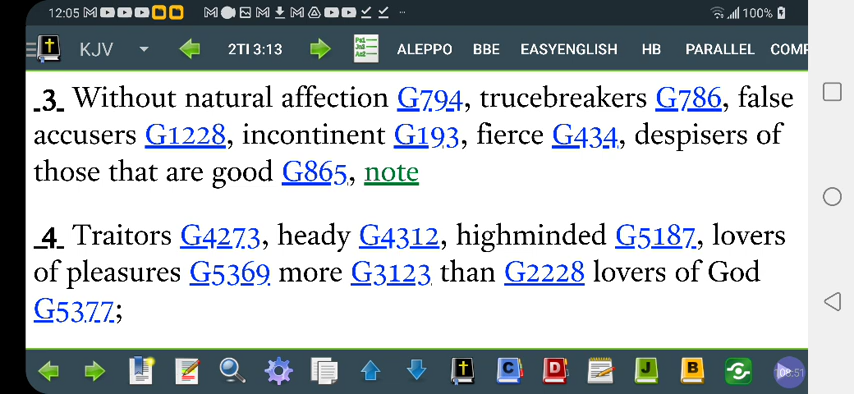 12:05
100%
KJV 2TI 3:13 ALEPPO BBE EASYENGLISH HB PARALLEL COMP
3 Without natural affection G794, trucebreakers G786, false
accusers G1228, incontinent G193, fierce G434, despisers of
those that are good G865, note
4 Traitors G4273, heady G4312, highminded G5187, lovers
of pleasures G5369 more G3123 than G2228 lovers of God
G5377;
C D J B